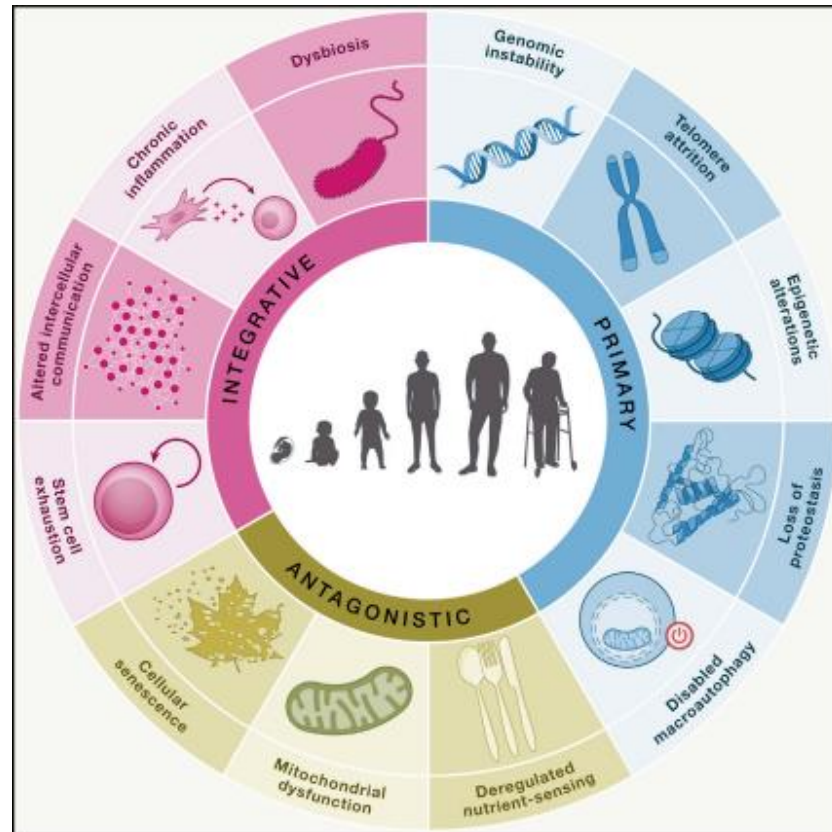 Dysbiosis
Genomic
instability
Telomere
attrition
Epigenetic
alterations
Loss of
proteostasis
Disabled
macroautophagy
Deregulated
nutrient-sensing
Mitochondrial
dysfunction
Cellular
senescence
Stem cell
exhaustion
Altered intercellular
communication
Chronic
inflammation
INTEGRATIVE
PRIMARY
ANTAGONISTIC